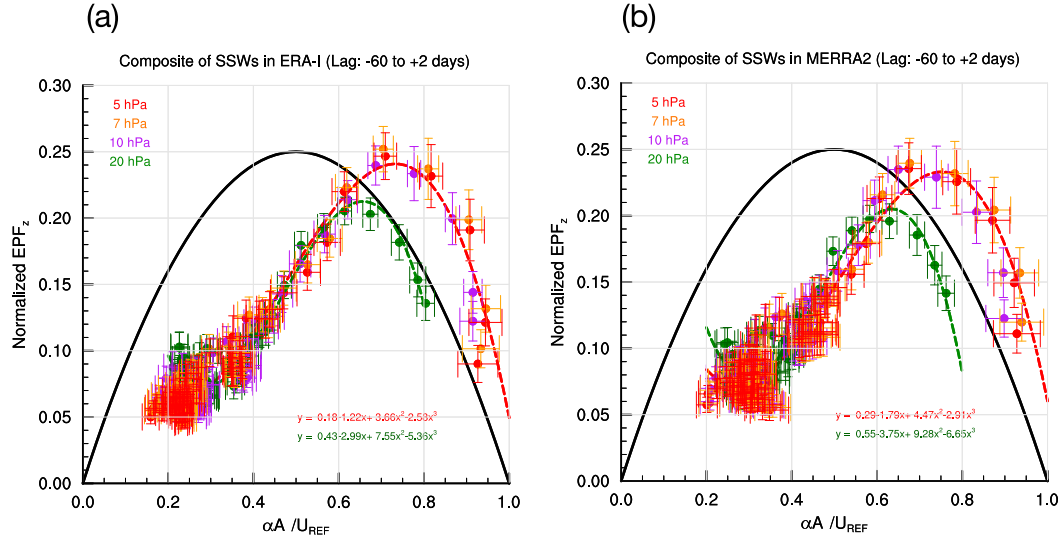 (a)
Composite of SSWs in ERA-I (Lag: -60 to +2 days)
5 hPa
7 hPa
10 hPa
20 hPa
Normalized EPF_z
0.30
0.25
0.20
0.15
0.10
0.05
0.00
y = 0.18-1.22x+ 3.66x²-2.58x³
y = 0.43-2.99x+ 7.55x²-5.36x³
0.0 0.2 0.4 0.6 0.8 1.0
αA /U_REF
(b)
Composite of SSWs in MERRA2 (Lag: -60 to +2 days)
5 hPa
7 hPa
10 hPa
20 hPa
Normalized EPF_z
0.30
0.25
0.20
0.15
0.10
0.05
0.00
y = 0.29-1.79x+ 4.47x²-2.91x³
y = 0.55-3.75x+ 9.28x²-6.65x³
0.0 0.2 0.4 0.6 0.8 1.0
αA /U_REF